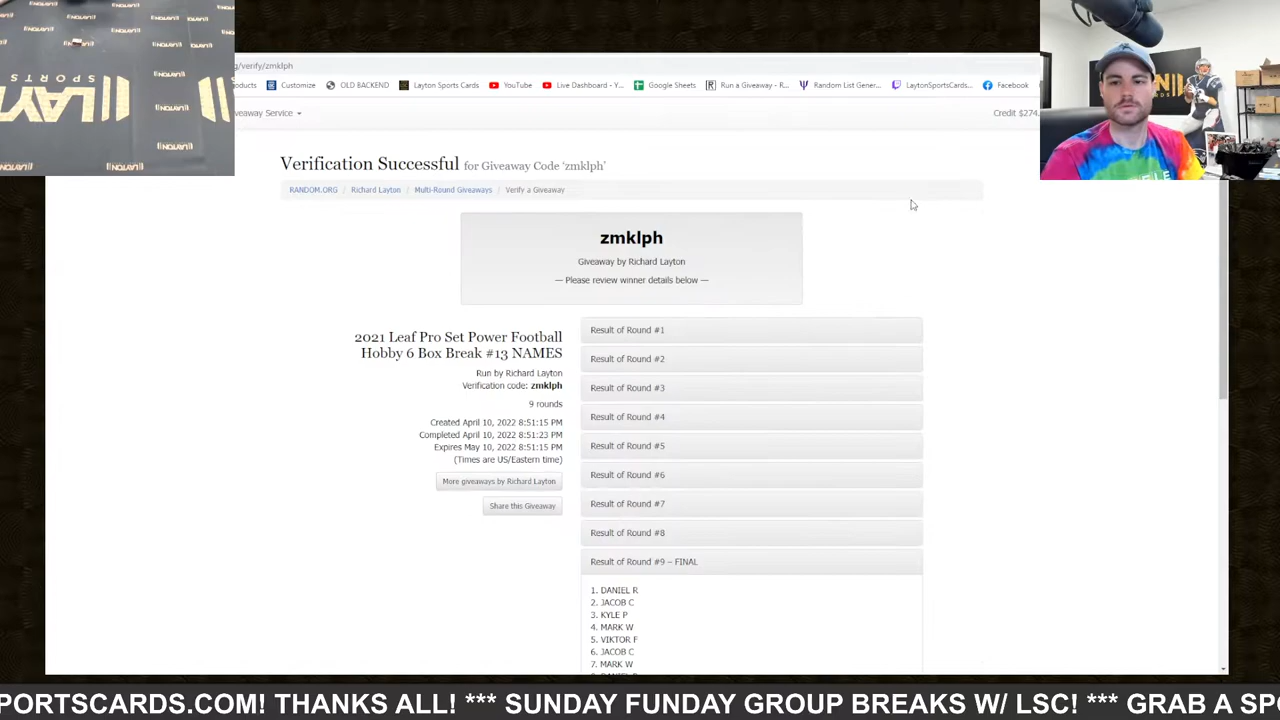 g/verify/zmklph
oducts Customize OLD BACKEND Layton Sports Cards YouTube Live Dashboard - Y... Google Sheets Run a Giveaway - R... Random List Gener... LaytonSportsCards... Facebook
eaway Service Credit $274.
Verification Successful for Giveaway Code 'zmklph'
RANDOM.ORG / Richard Layton / Multi-Round Giveaways / Verify a Giveaway
zmklph
Giveaway by Richard Layton
— Please review winner details below —
2021 Leaf Pro Set Power Football
Hobby 6 Box Break #13 NAMES
Run by Richard Layton
Verification code: zmklph
9 rounds
Created April 10, 2022 8:51:15 PM
Completed April 10, 2022 8:51:23 PM
Expires May 10, 2022 8:51:15 PM
(Times are US/Eastern time)
More giveaways by Richard Layton
Share this Giveaway
Result of Round #1
Result of Round #2
Result of Round #3
Result of Round #4
Result of Round #5
Result of Round #6
Result of Round #7
Result of Round #8
Result of Round #9 – FINAL
1. DANIEL R
2. JACOB C
3. KYLE P
4. MARK W
5. VIKTOR F
6. JACOB C
7. MARK W
PORTSCARDS.COM! THANKS ALL! *** SUNDAY FUNDAY GROUP BREAKS W/ LSC! *** GRAB A SPO